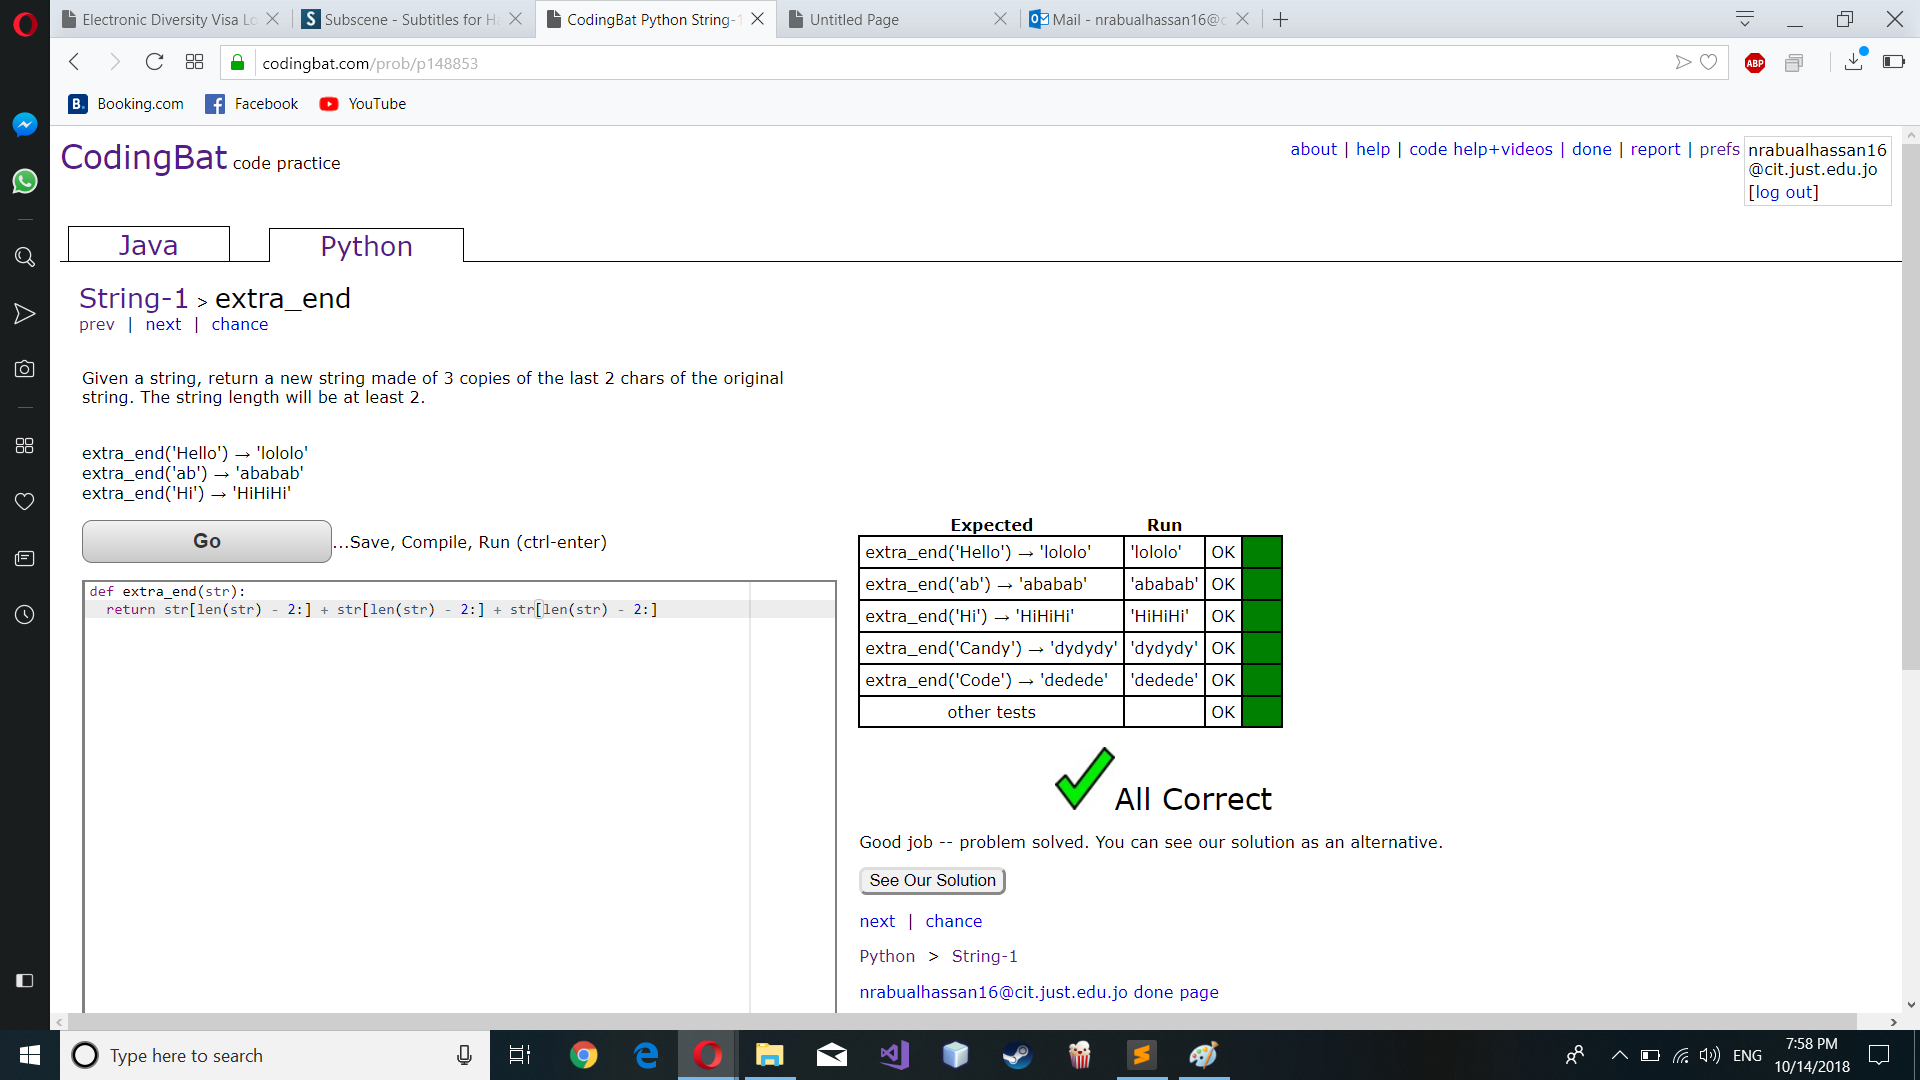 Electronic Diversity Visa Lo
Subscene - Subtitles for H
CodingBat Python String-1
Untitled Page
Mail - nrabualhassan16@c
codingbat.com/prob/p148853
ABP
B. Booking.com
Facebook
YouTube
CodingBat code practice
about | help | code help+videos | done | report | prefs
nrabualhassan16
@cit.just.edu.jo
[log out]
Java
Python
String-1 > extra_end
prev | next | chance
Given a string, return a new string made of 3 copies of the last 2 chars of the original
string. The string length will be at least 2.
extra_end('Hello') → 'lololo'
extra_end('ab') → 'ababab'
extra_end('Hi') → 'HiHiHi'
Go
...Save, Compile, Run (ctrl-enter)
def extra_end(str):
return str[len(str) - 2:] + str[len(str) - 2:] + str[len(str) - 2:]
Expected Run
extra_end('Hello') → 'lololo' 'lololo' OK
extra_end('ab') → 'ababab' 'ababab' OK
extra_end('Hi') → 'HiHiHi' 'HiHiHi' OK
extra_end('Candy') → 'dydydy' 'dydydy' OK
extra_end('Code') → 'dedede' 'dedede' OK
other tests OK
All Correct
Good job -- problem solved. You can see our solution as an alternative.
See Our Solution
next | chance
Python > String-1
nrabualhassan16@cit.just.edu.jo done page
Type here to search
ENG
7:58 PM
10/14/2018